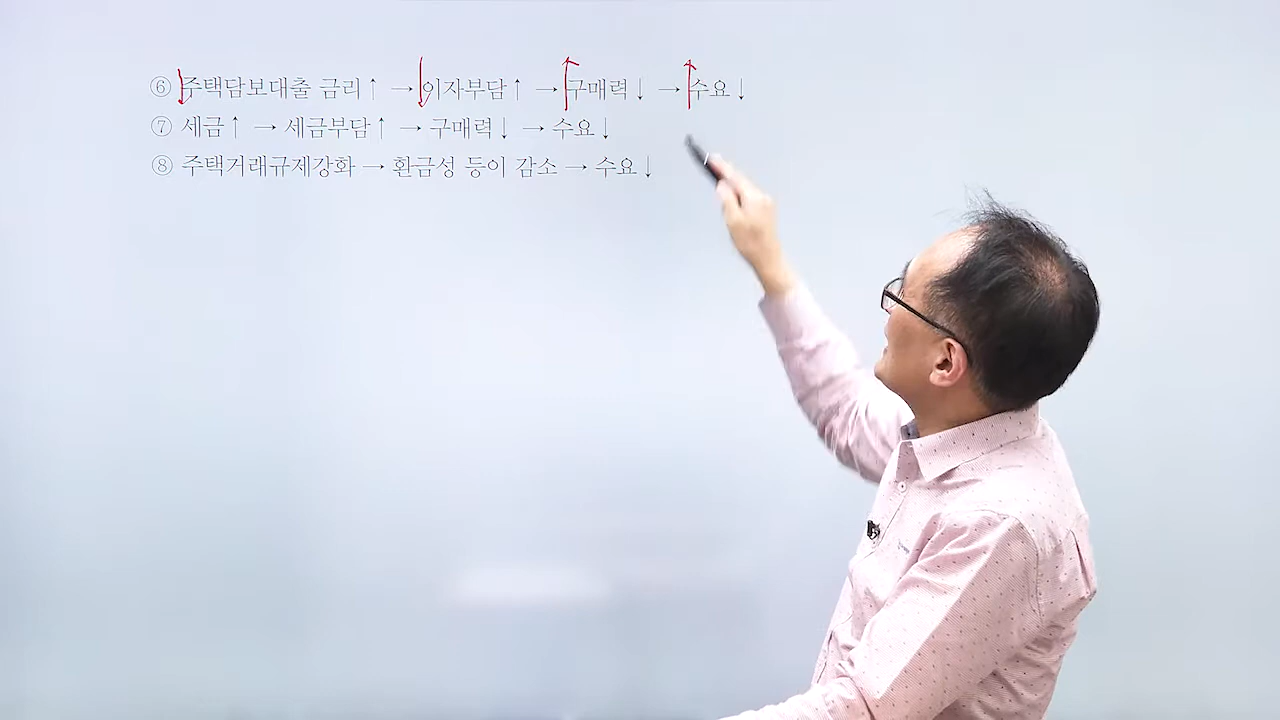 ⑥ 주택담보대출 금리↑ → 이자부담↑ → 구매력↓ → 수요↓
⑦ 세금↑ → 세금부담↑ → 구매력↓ → 수요↓
⑧ 주택거래규제강화 → 환금성 등이 감소 → 수요↓